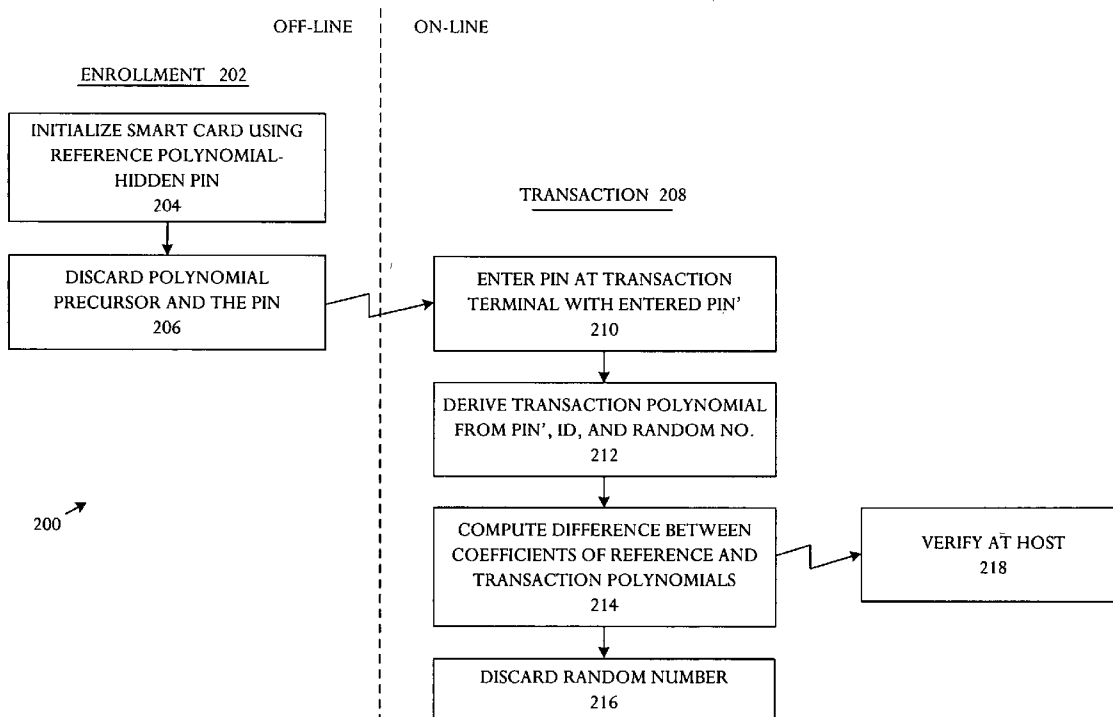 OFF-LINE
ON-LINE
ENROLLMENT 202
INITIALIZE SMART CARD USING
REFERENCE POLYNOMIAL-
HIDDEN PIN
204
DISCARD POLYNOMIAL
PRECURSOR AND THE PIN
206
TRANSACTION 208
ENTER PIN AT TRANSACTION
TERMINAL WITH ENTERED PIN'
210
DERIVE TRANSACTION POLYNOMIAL
FROM PIN', ID, AND RANDOM NO.
212
200
COMPUTE DIFFERENCE BETWEEN
COEFFICIENTS OF REFERENCE AND
TRANSACTION POLYNOMIALS
214
VERIFY AT HOST
218
DISCARD RANDOM NUMBER
216